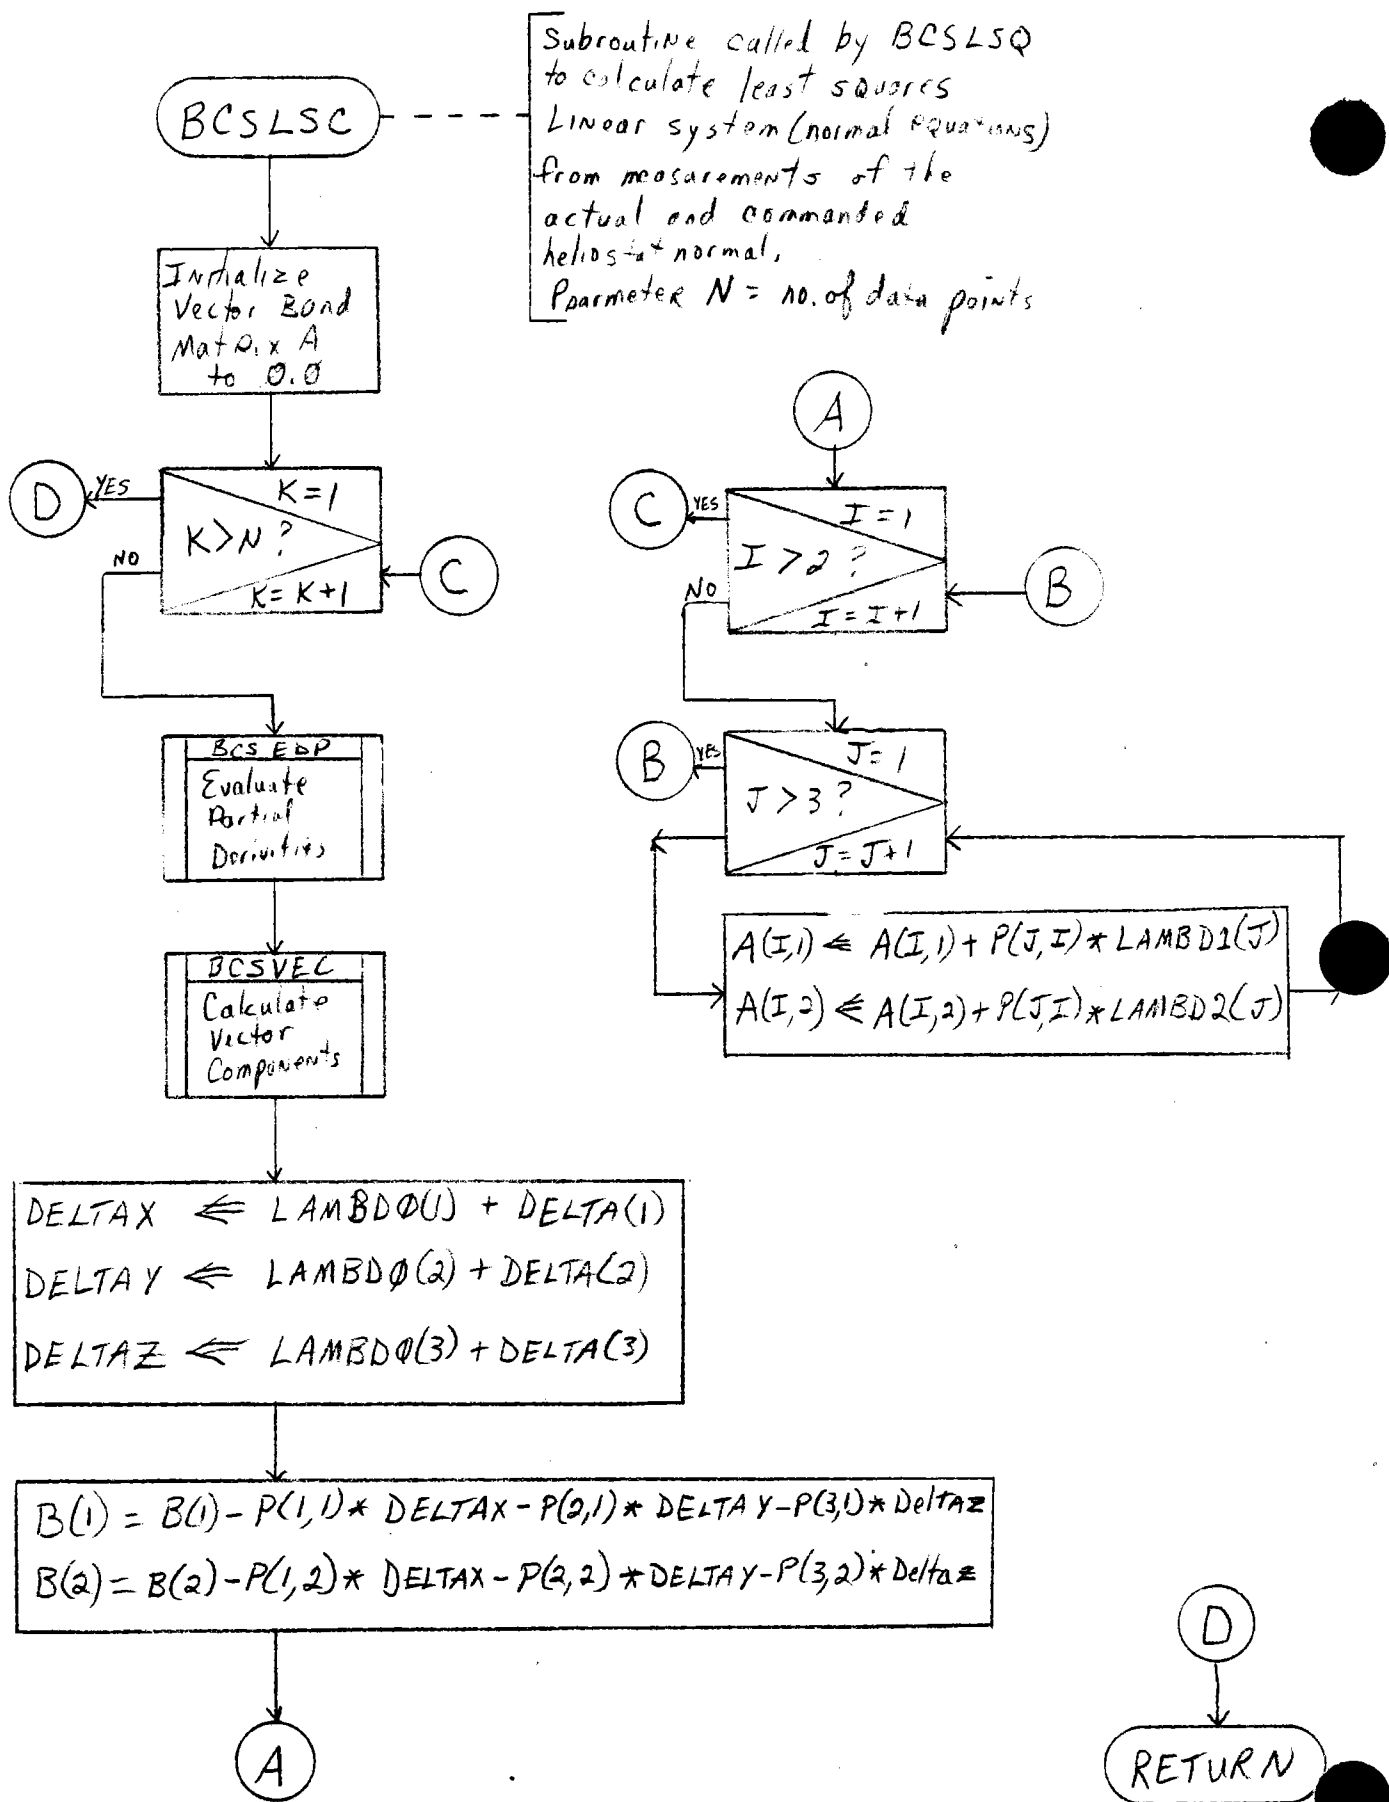 BCSLSC
Subroutine called by BCSLSQ
to calculate least squares
Linear system (normal equations)
from measurements of the
actual and commanded
heliostat normal.
Paarmeter N = no. of data points
Initialize
Vector B and
Matrix A
to 0.0
D
YES
K=1
K>N?
NO
K=K+1
C
BCSEDP
Evaluate
Partial
Derivities
BCSVEC
Calculate
Vector
Components
DELTAX ⇐ LAMBDØ(1) + DELTA(1)
DELTAY ⇐ LAMBDØ(2) + DELTA(2)
DELTAZ ⇐ LAMBDØ(3) + DELTA(3)
B(1) = B(1)-P(1,1)* DELTAX-P(2,1)* DELTAY-P(3,1)*DeltaZ
B(2) = B(2)-P(1,2)* DELTAX-P(2,2)*DELTAY-P(3,2)*Deltaz
A
A
C
YES
I=1
I>2?
NO
I=I+1
B
B
YES
J=1
J>3?
J=J+1
A(I,1) ⇐ A(I,1)+P(J,I)*LAMBD1(J)
A(I,2) ⇐ A(I,2)+P(J,I)*LAMBD2(J)
D
RETURN